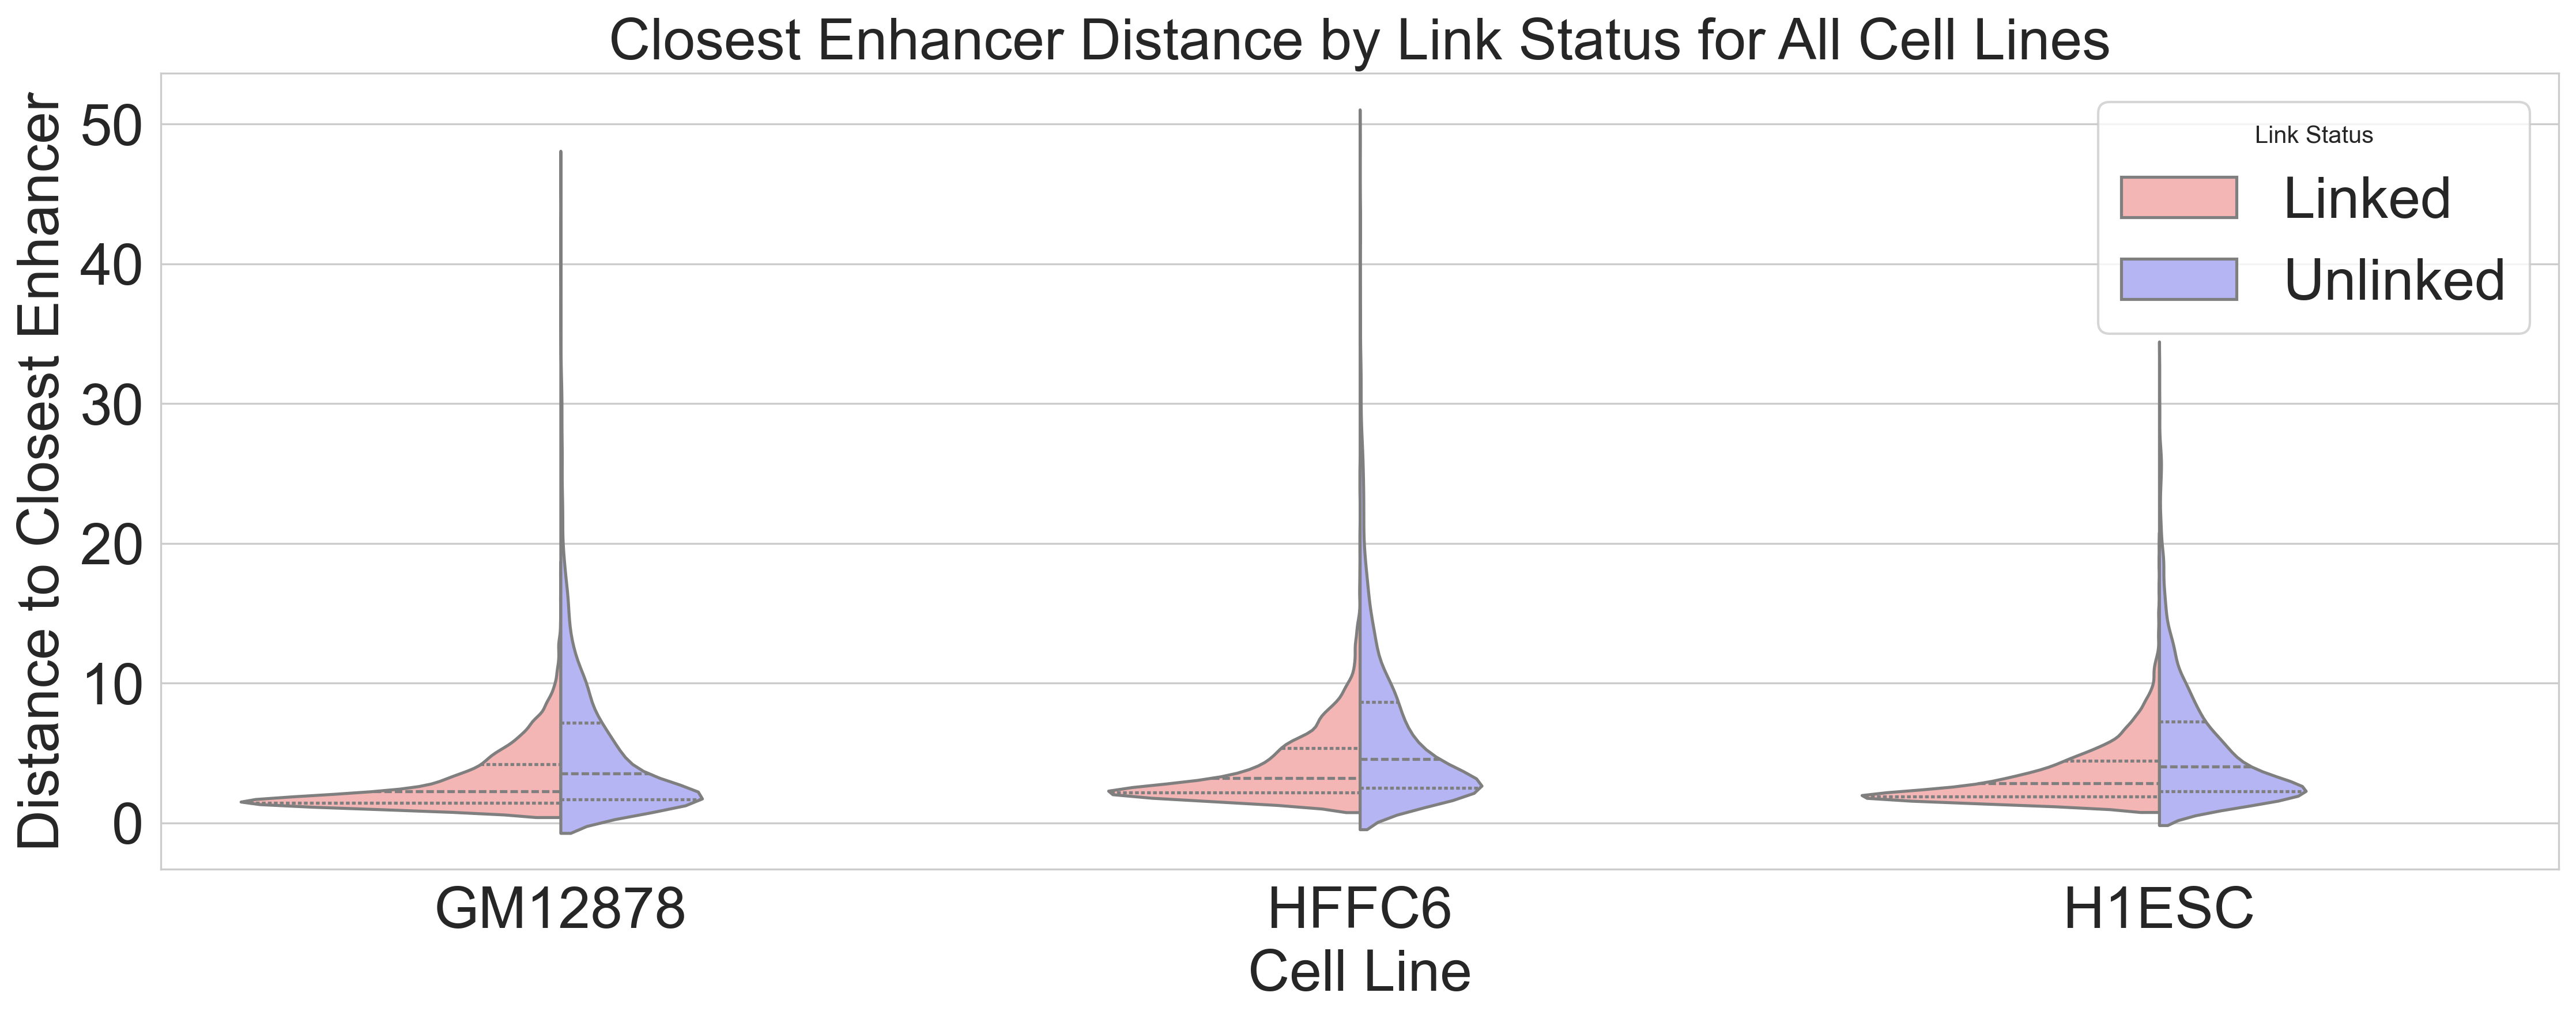 Closest Enhancer Distance by Link Status for All Cell Lines
Distance to Closest Enhancer
50
40
30
20
10
0
Link Status
Linked
Unlinked
GM12878
HFFC6
H1ESC
Cell Line